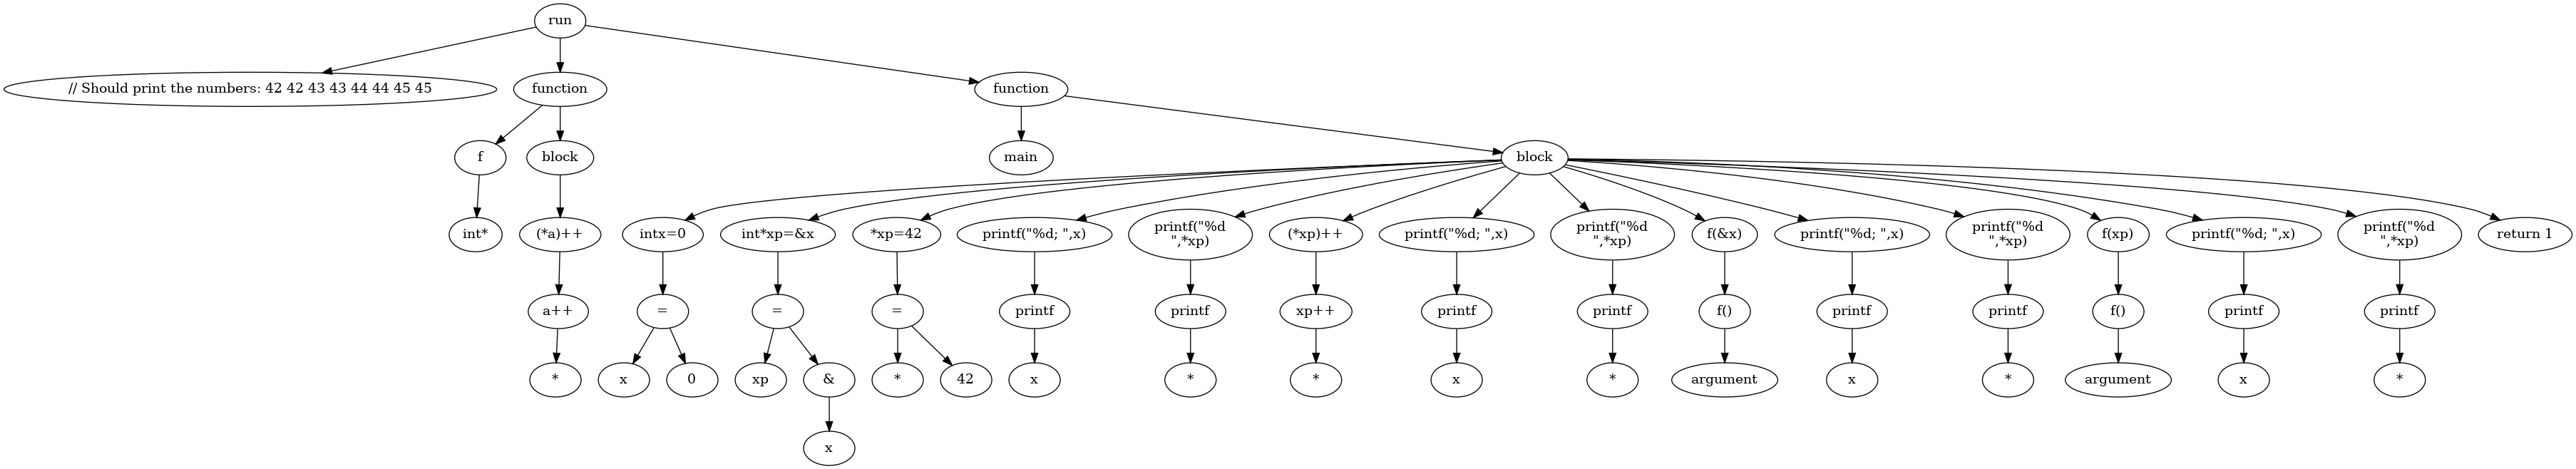 run
// Should print the numbers: 42 42 43 43 44 44 45 45
function
function
f
block
main
block
int*
(*a)++
intx=0
int*xp=&x
*xp=42
printf("%d; ",x)
printf("%d
",*xp)
(*xp)++
printf("%d; ",x)
printf("%d
",*xp)
f(&x)
printf("%d; ",x)
printf("%d
",*xp)
f(xp)
printf("%d; ",x)
printf("%d
",*xp)
return 1
a++
=
=
=
printf
printf
xp++
printf
printf
f()
printf
printf
f()
printf
printf
*
x
0
xp
&
*
42
x
*
*
x
*
argument
x
*
argument
x
*
x